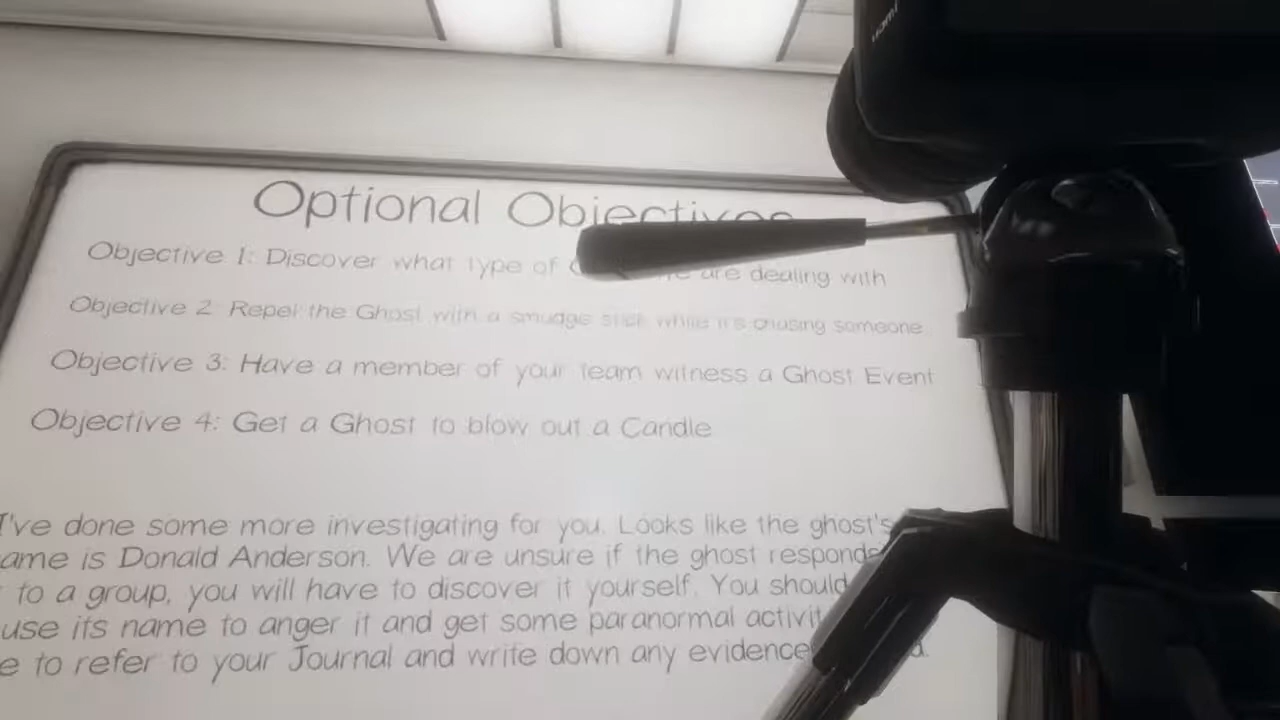 Optional Objectives
Objective 1: Discover what type of are dealing with
Objective 2: Repel the Ghost with a smudge stick while it's chasing someone
Objective 3: Have a member of your team witness a Ghost Event
Objective 4: Get a Ghost to blow out a Candle
I've done some more investigating for you. Looks like the ghost's
ame is Donald Anderson. We are unsure if the ghost responds
to a group, you will have to discover it yourself. You should
use its name to anger it and get some paranormal activit
e to refer to your Journal and write down any evidence